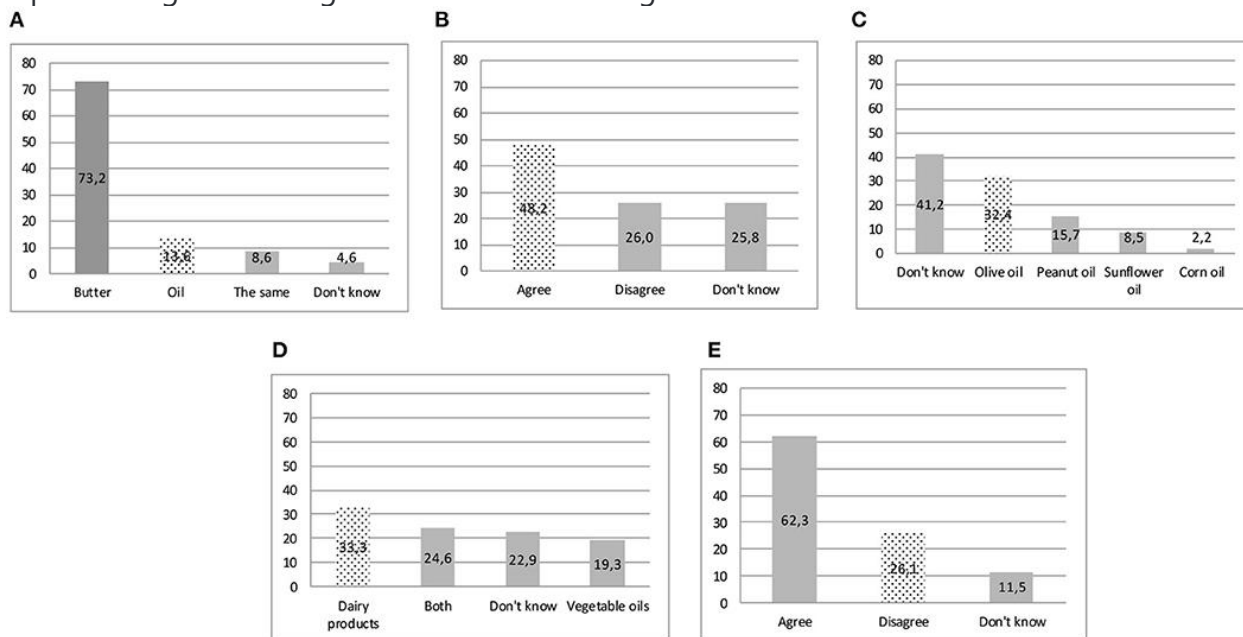 A
80
70
60
50
40
30
20
10
0
73,2
13,6
8,6
4,6
Butter
Oil
The same
Don't know
B
80
70
60
50
40
30
20
10
0
48,2
26,0
25,8
Agree
Disagree
Don't know
C
80
70
60
50
40
30
20
10
0
41,2
32,4
15,7
8,5
2,2
Don't know
Olive oil
Peanut oil
Sunflower
oil
Corn oil
D
80
70
60
50
40
30
20
10
0
33,3
24,6
22,9
19,3
Dairy
products
Both
Don't know
Vegetable oils
E
80
70
60
50
40
30
20
10
0
62,3
26,1
11,5
Agree
Disagree
Don't know